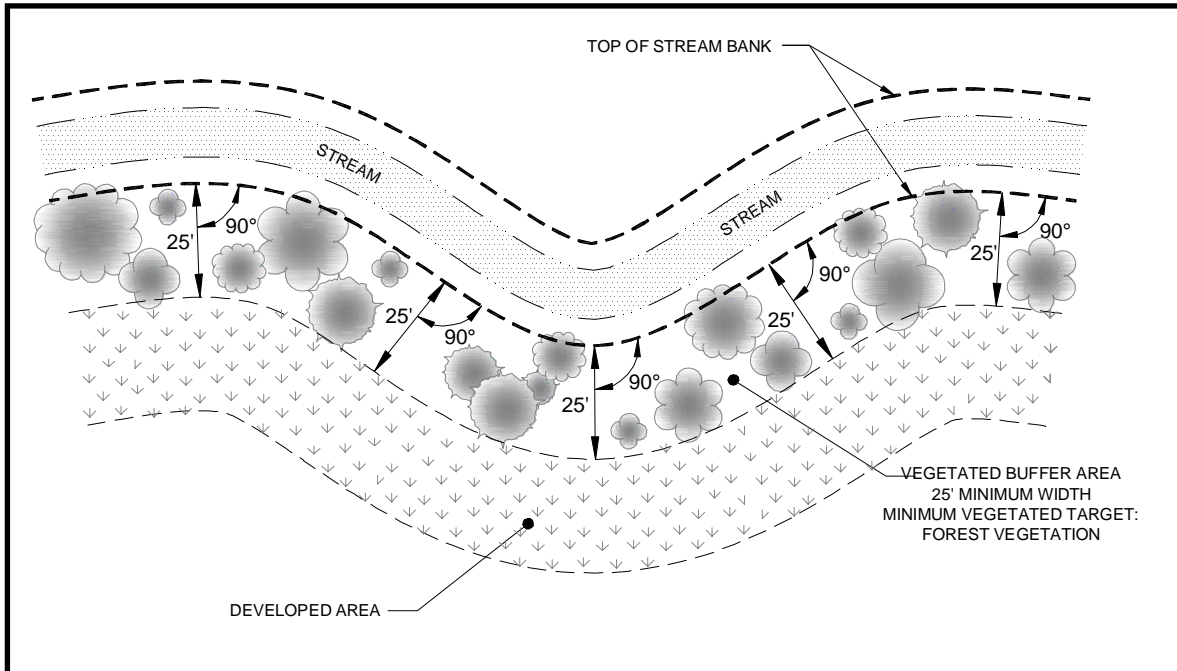 TOP OF STREAM BANK
STREAM
STREAM
25'
90°
25'
90°
25'
90°
25'
90°
25'
90°
VEGETATED BUFFER AREA
25' MINIMUM WIDTH
MINIMUM VEGETATED TARGET:
FOREST VEGETATION
DEVELOPED AREA